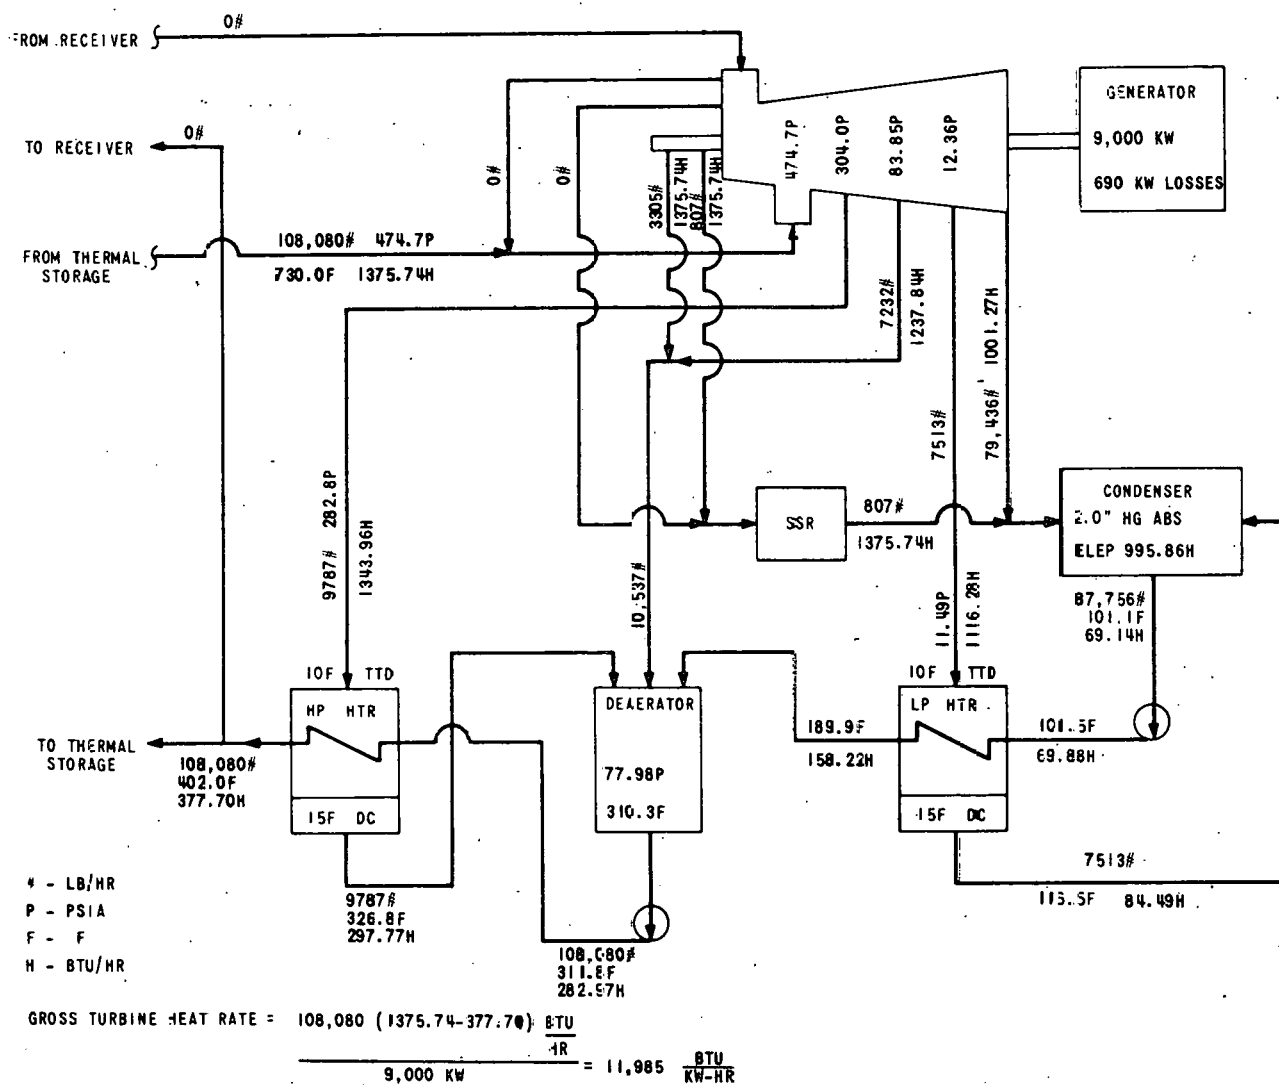 0#
FROM RECEIVER
GENERATOR
9,000 KW
690 KW LOSSES
474.7P
304.0P
83.85P
12.36P
TO RECEIVER
0#
0#
0#
3305#
1375.74H
807#
1375.74H
FROM THERMAL
STORAGE
108,080# 474.7P
730.0F 1375.74H
7232#
1237.84H
7513#
79,436# 1001.27H
9787# 282.8P
1343.96H
10,537#
SSR
807#
1375.74H
CONDENSER
2.0" HG ABS
ELEP 995.86H
11.49P
1116.28H
87,756#
101.1F
69.14H
10F TTD
HP HTR
15F DC
DEAERATOR
77.98P
310.3F
10F TTD
LP HTR
15F DC
189.9F
158.22H
101.5F
69.88H
TO THERMAL
STORAGE
108,080#
402.0F
377.70H
7513#
115.5F 84.49H
9787#
326.8F
297.77H
108,080#
311.8F
282.97H
# - LB/HR
P - PSIA
F - F
H - BTU/HR
GROSS TURBINE HEAT RATE = 108,080 (1375.74-377.70) BTU
HR
9,000 KW
= 11,985 BTU
KW-HR